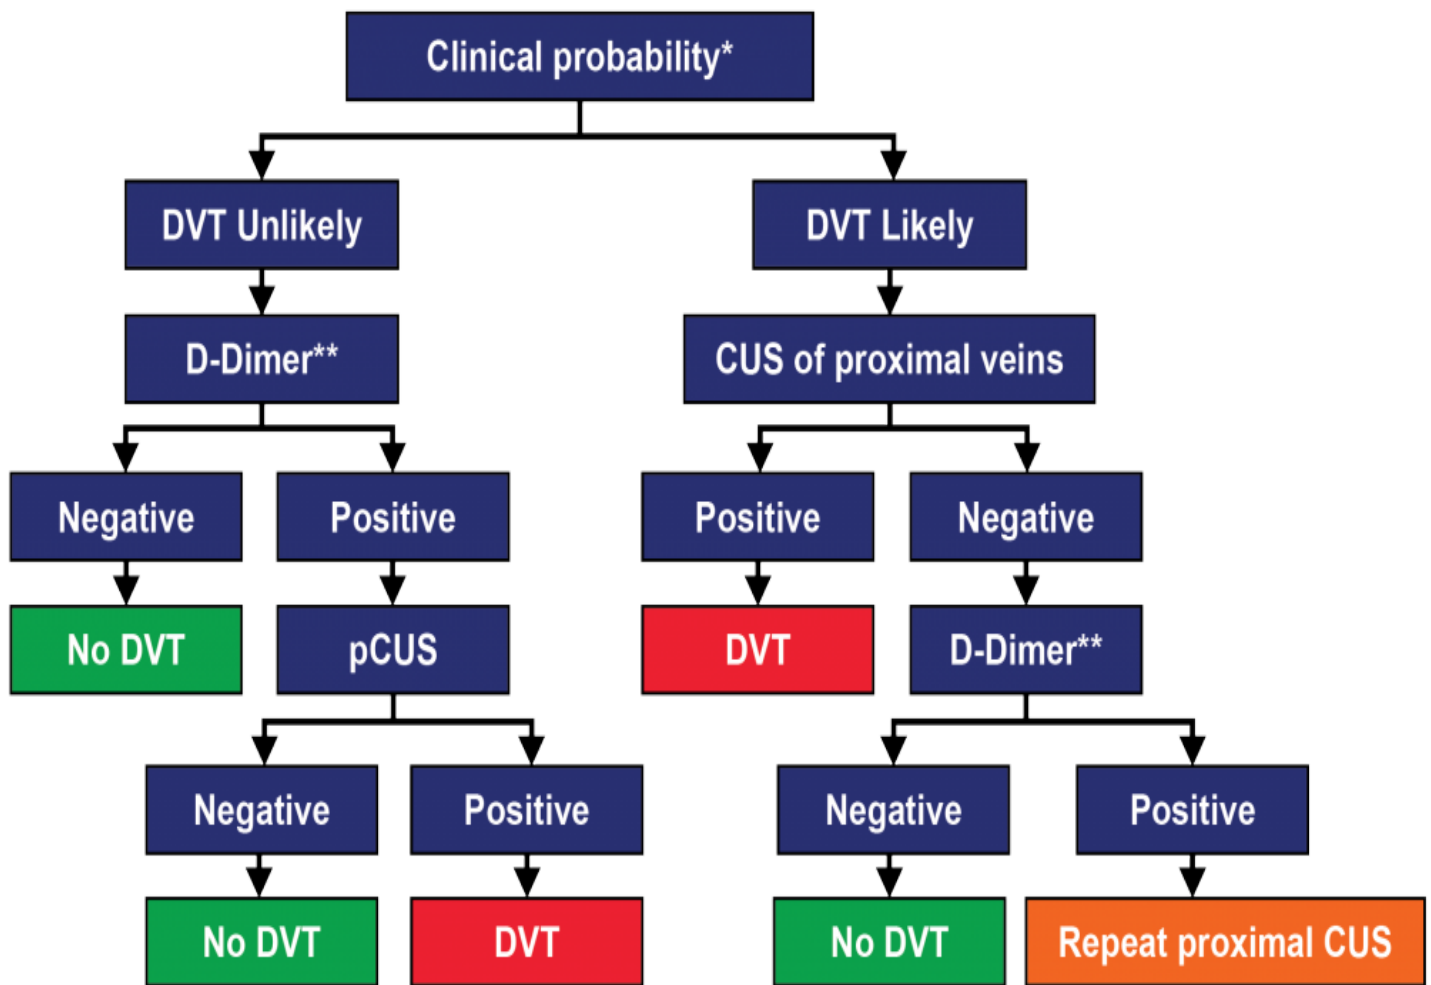 Clinical probability*
DVT Unlikely
DVT Likely
D-Dimer**
CUS of proximal veins
Negative
Positive
Positive
Negative
No DVT
pCUS
DVT
D-Dimer**
Negative
Positive
Negative
Positive
No DVT
DVT
No DVT
Repeat proximal CUS